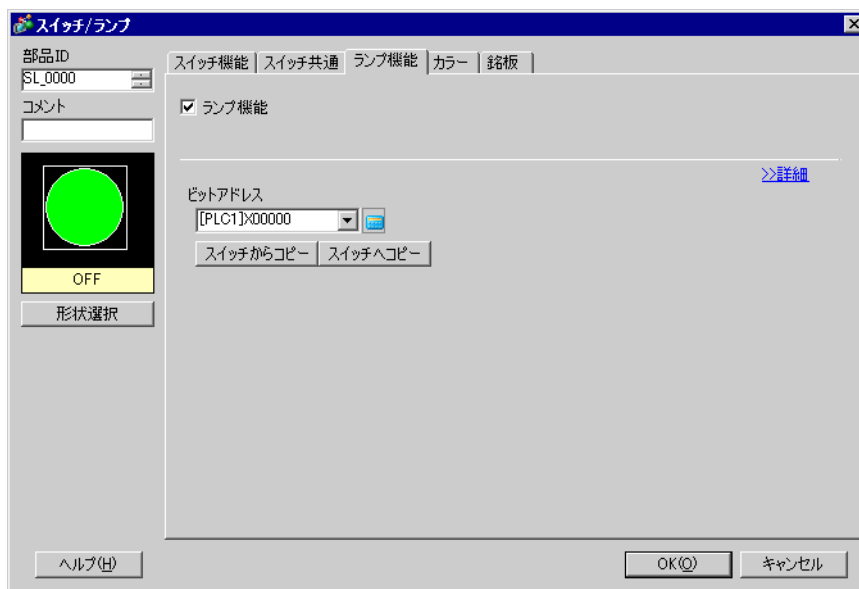 スイッチ/ランプ
部品ID
SL_0000
コメント
OFF
形状選択
スイッチ機能 スイッチ共通 ランプ機能 カラー 銘板
ランプ機能
>>詳細
ビットアドレス
[PLC1]X00000
スイッチからコピー スイッチへコピー
ヘルプ(H) OK(O) キャンセル